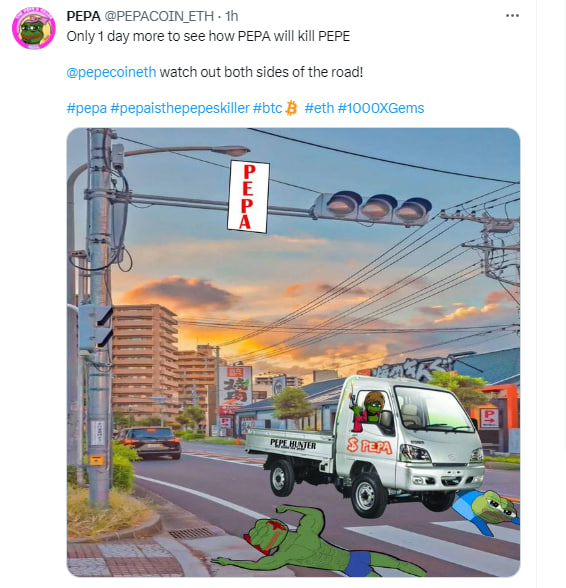 PEPA @PEPACOIN_ETH · 1h
Only 1 day more to see how PEPA will kill PEPE
@pepecoineth watch out both sides of the road!
#pepa #pepaisthepepeskiller #btc #eth #1000XGems
PEPA
PEPE HUNTER
$ PEPA
P